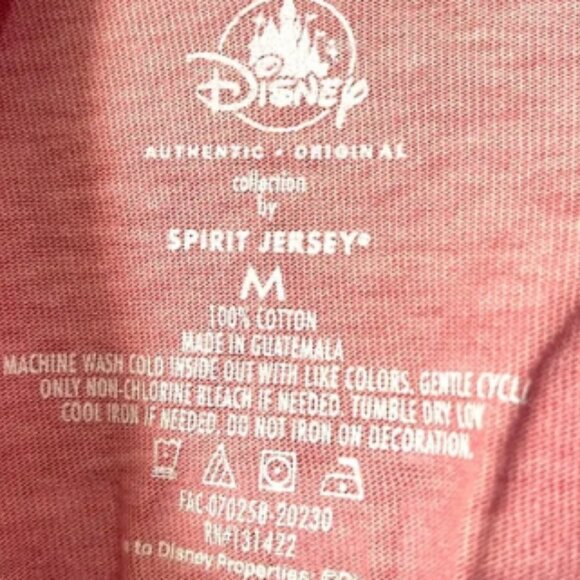 Disney
AUTHENTIC • ORIGINAL
collection
by
SPIRIT JERSEY®
M
100% COTTON
MADE IN GUATEMALA
MACHINE WASH COLD INSIDE OUT WITH LIKE COLORS. GENTLE CYCL
ONLY NON-CHLORINE BLEACH IF NEEDED. TUMBLE DRY LOW
COOL IRON IF NEEDED. DO NOT IRON ON DECORATION.
FAC-070258-20230
RN#131422
to Disney Properties: ©Di